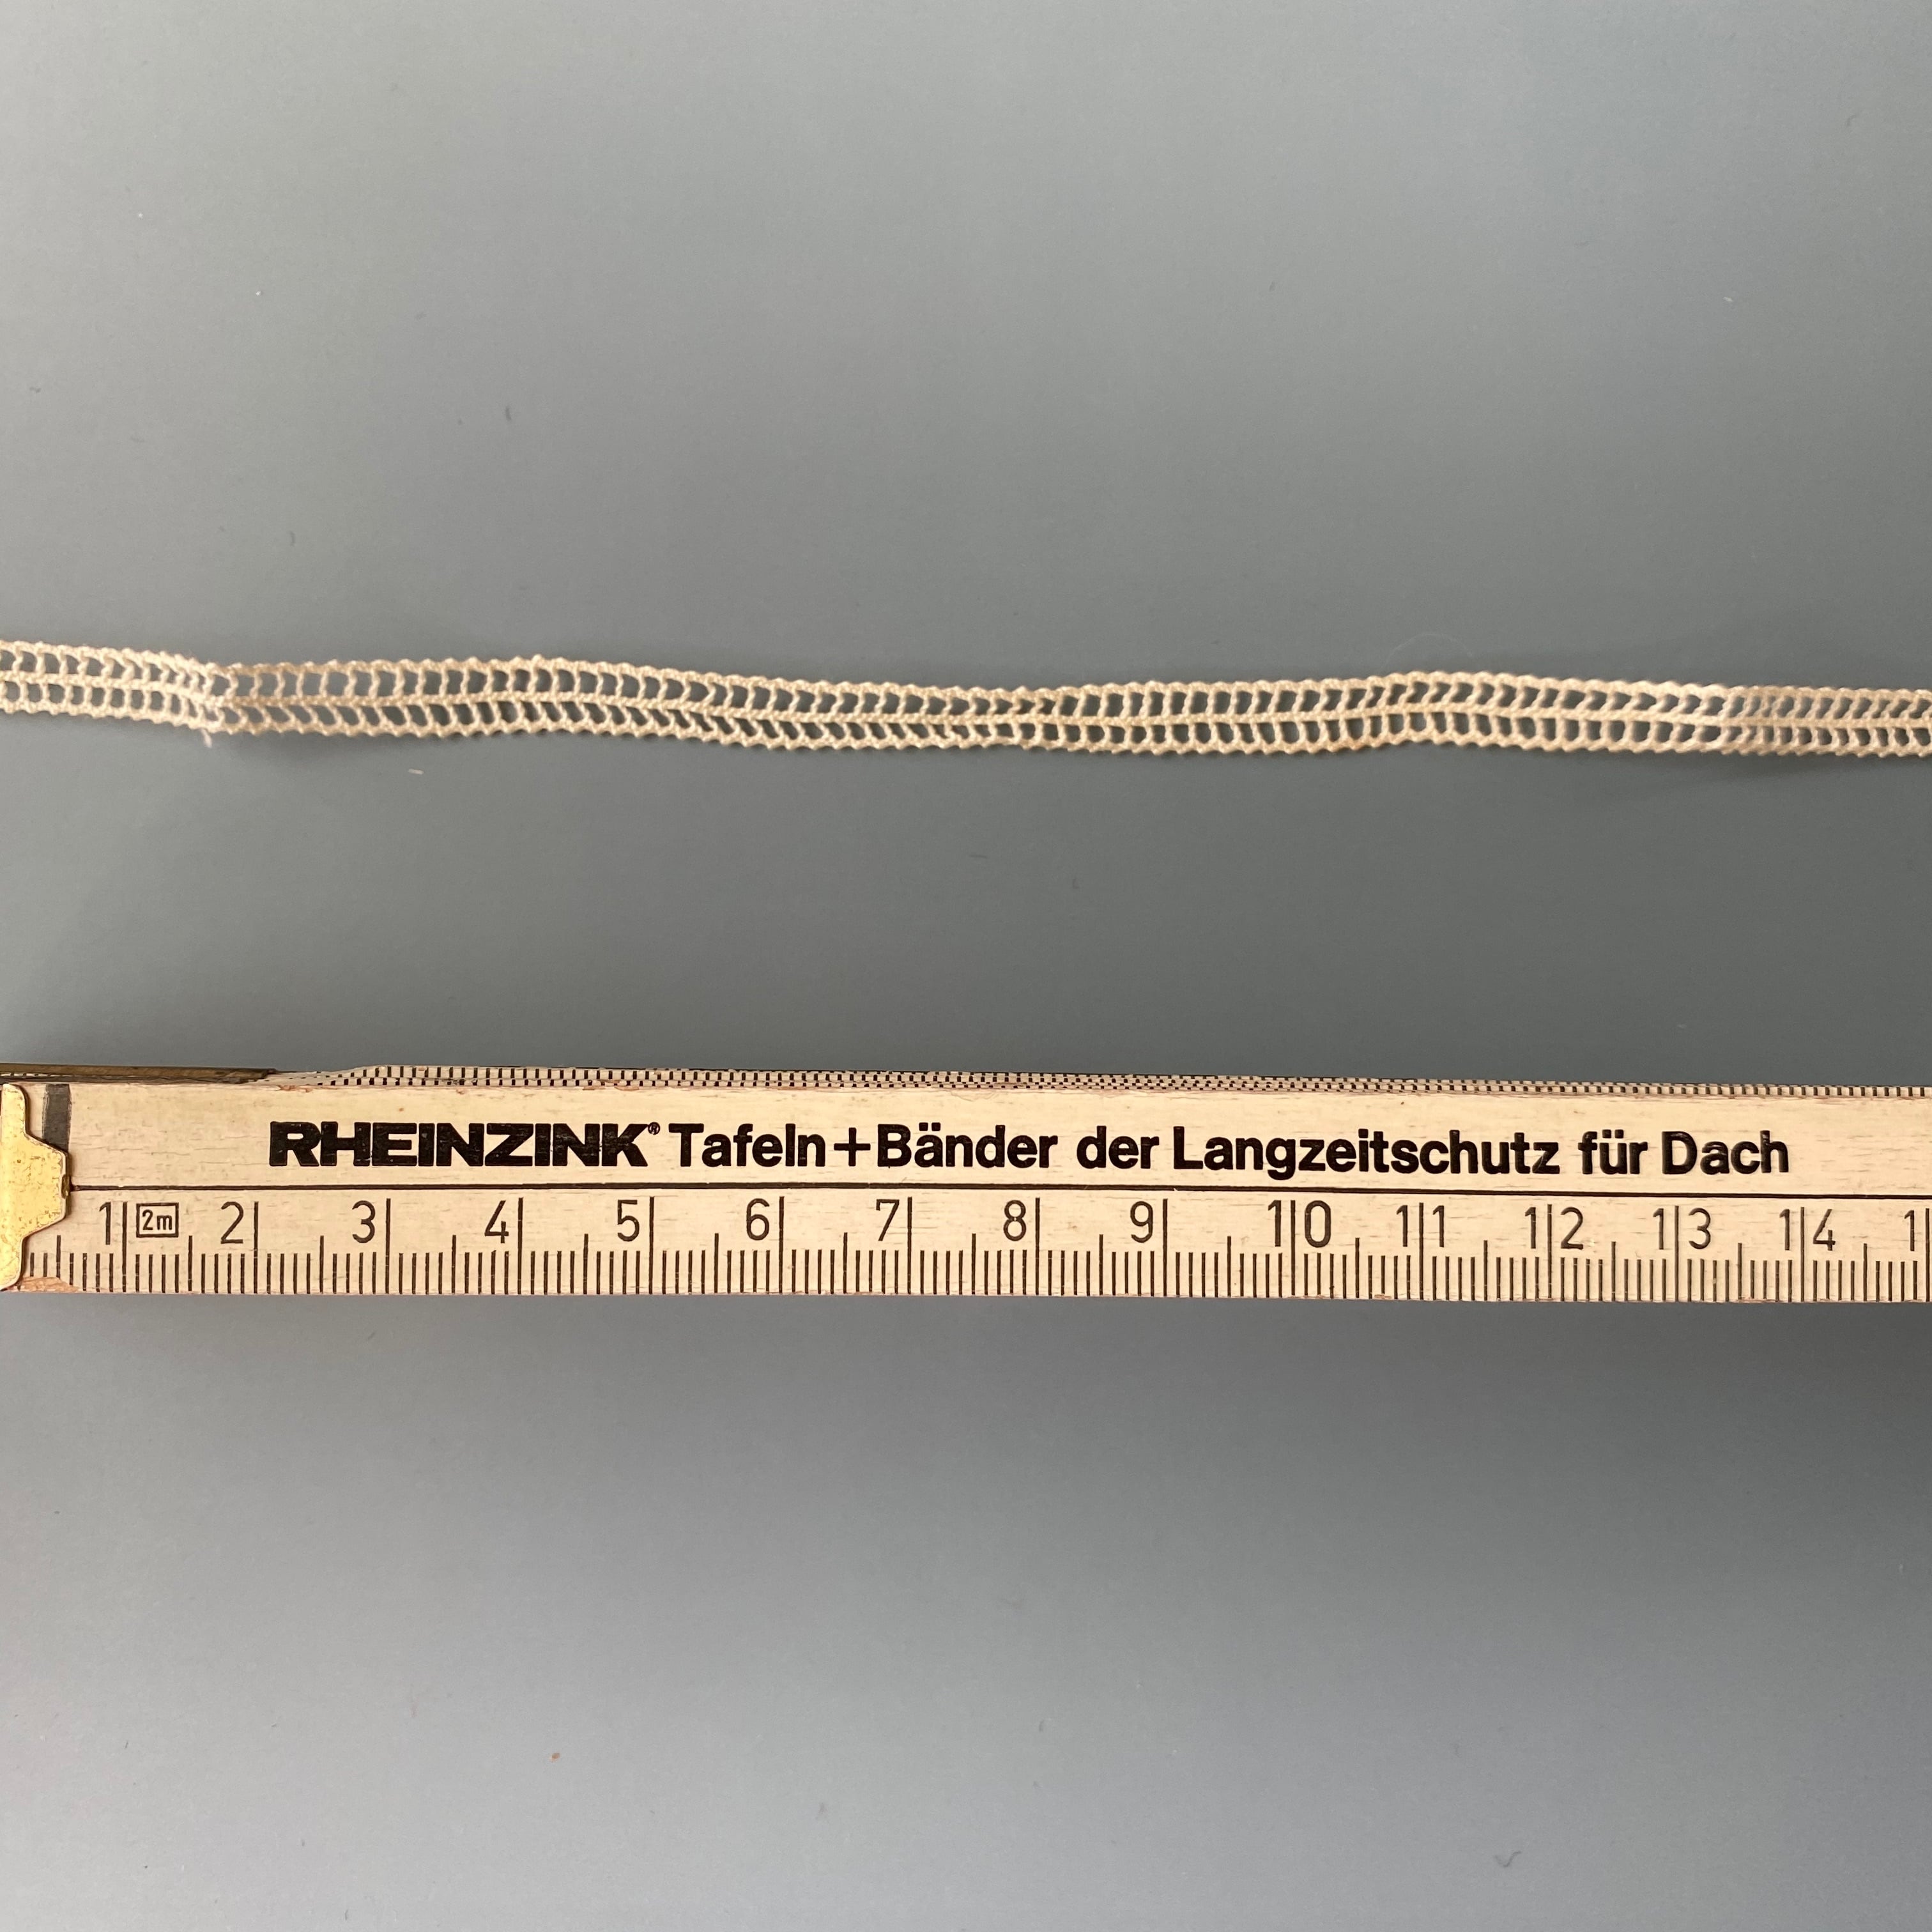 RHEINZINK® Tafeln+Bänder der Langzeitschutz für Dach
1 2m 2 3 4 5 6 7 8 9 10 11 12 13 14 1